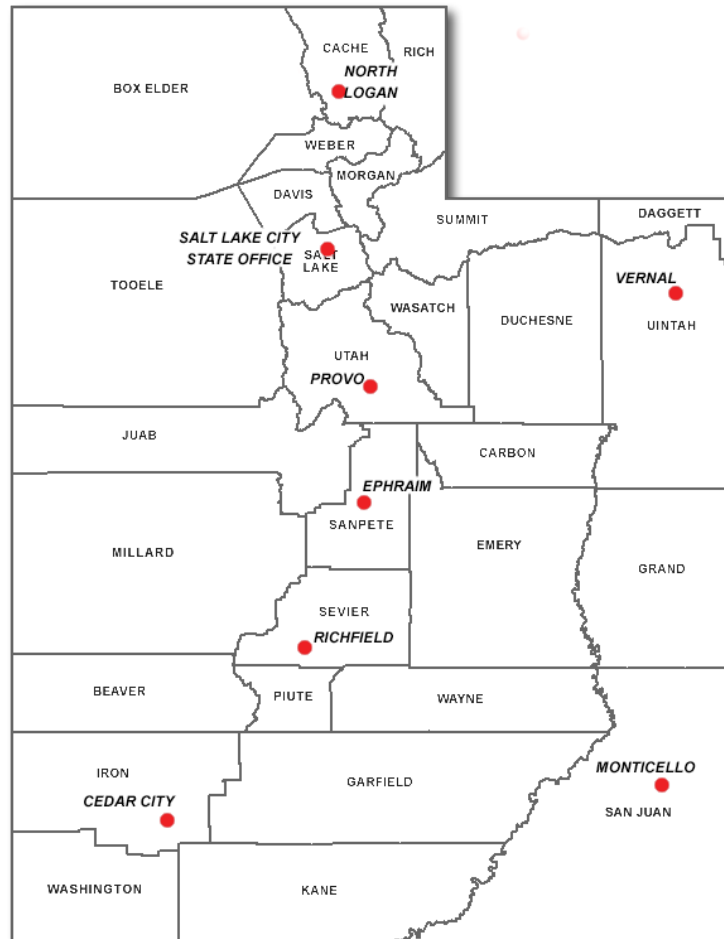 CACHE
RICH
NORTH
LOGAN
BOX ELDER
WEBER
MORGAN
DAVIS
SUMMIT
DAGGETT
SALT LAKE CITY
STATE OFFICE
SALT
LAKE
TOOELE
VERNAL
WASATCH
DUCHESNE
UINTAH
UTAH
PROVO
JUAB
CARBON
EPHRAIM
SANPETE
EMERY
MILLARD
GRAND
SEVIER
RICHFIELD
BEAVER
PIUTE
WAYNE
IRON
GARFIELD
MONTICELLO
CEDAR CITY
SAN JUAN
WASHINGTON
KANE